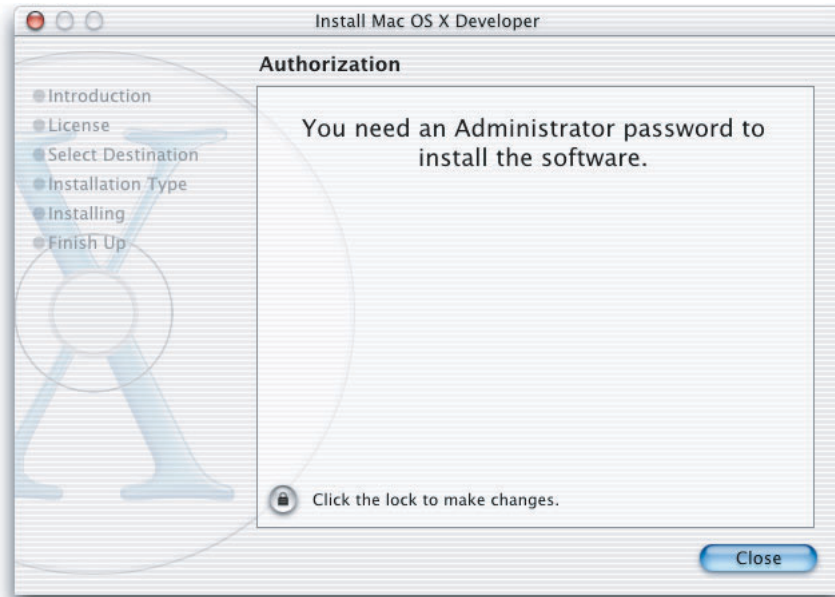 Install Mac OS X Developer
Authorization
Introduction
License
Select Destination
Installation Type
Installing
Finish Up
You need an Administrator password to
install the software.
Click the lock to make changes.
Close